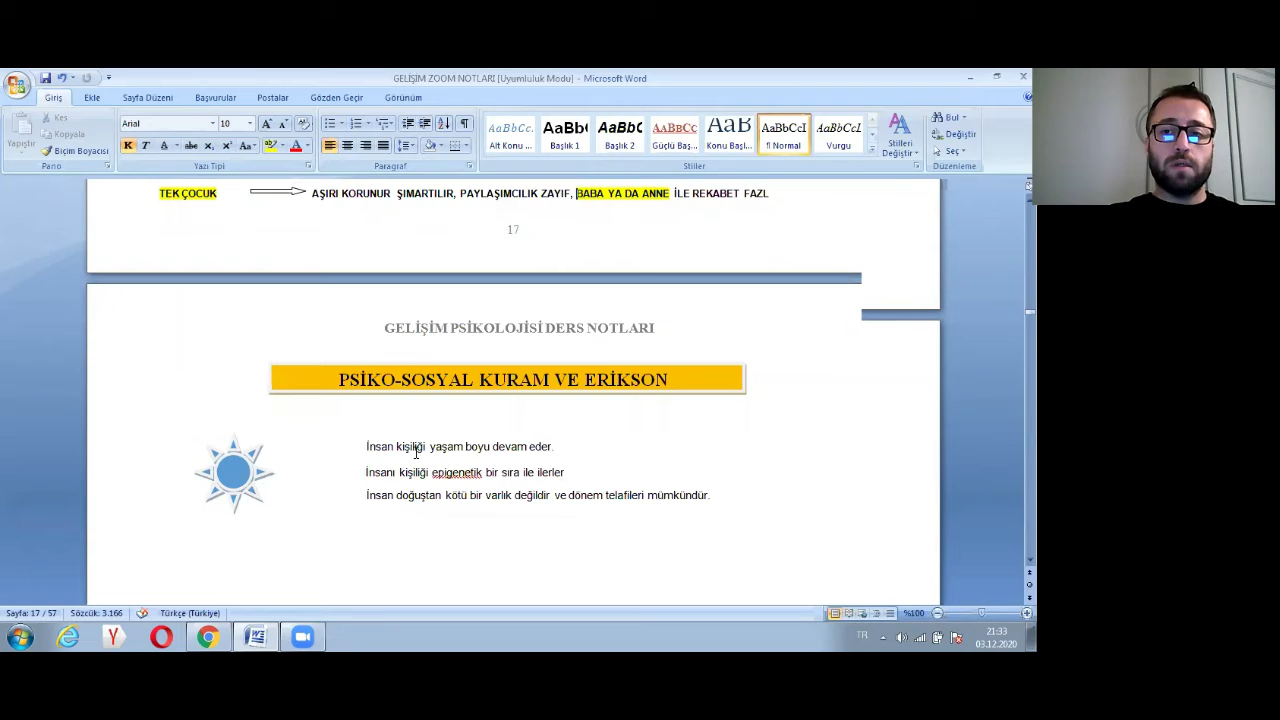 GELİŞİM ZOOM NOTLARI [Uyumluluk Modu] - Microsoft Word
Giriş Ekle Sayfa Düzeni Başvurular Postalar Gözden Geçir Görünüm
Yapıştır
Kes
Kopyala
Biçim Boyacısı
Pano
Arial 10
Yazı Tipi
Paragraf
AaBbCc. Alt Konu ...
AaBbC Başlık 1
AaBbC Başlık 2
AABBCC Güçlü Baş...
AaB Konu Başl...
AaBbCcI ¶ Normal
AaBbCcL Vurgu
Stilleri Değiştir
Stiller
Bul
Değiştir
Seç
Düzenleme
TEK ÇOCUK AŞIRI KORUNUR ŞIMARTILIR, PAYLAŞIMCILIK ZAYIF, BABA YA DA ANNE İLE REKABET FAZL
17
GELİŞİM PSİKOLOJİSİ DERS NOTLARI
PSİKO-SOSYAL KURAM VE ERİKSON
İnsan kişiliği yaşam boyu devam eder.
İnsanı kişiliği epigenetik bir sıra ile ilerler
İnsan doğuştan kötü bir varlık değildir ve dönem telafileri mümkündür.
Sayfa: 17 / 57 Sözcük: 3.166 Türkçe (Türkiye) %100
TR 21:33
03.12.2020